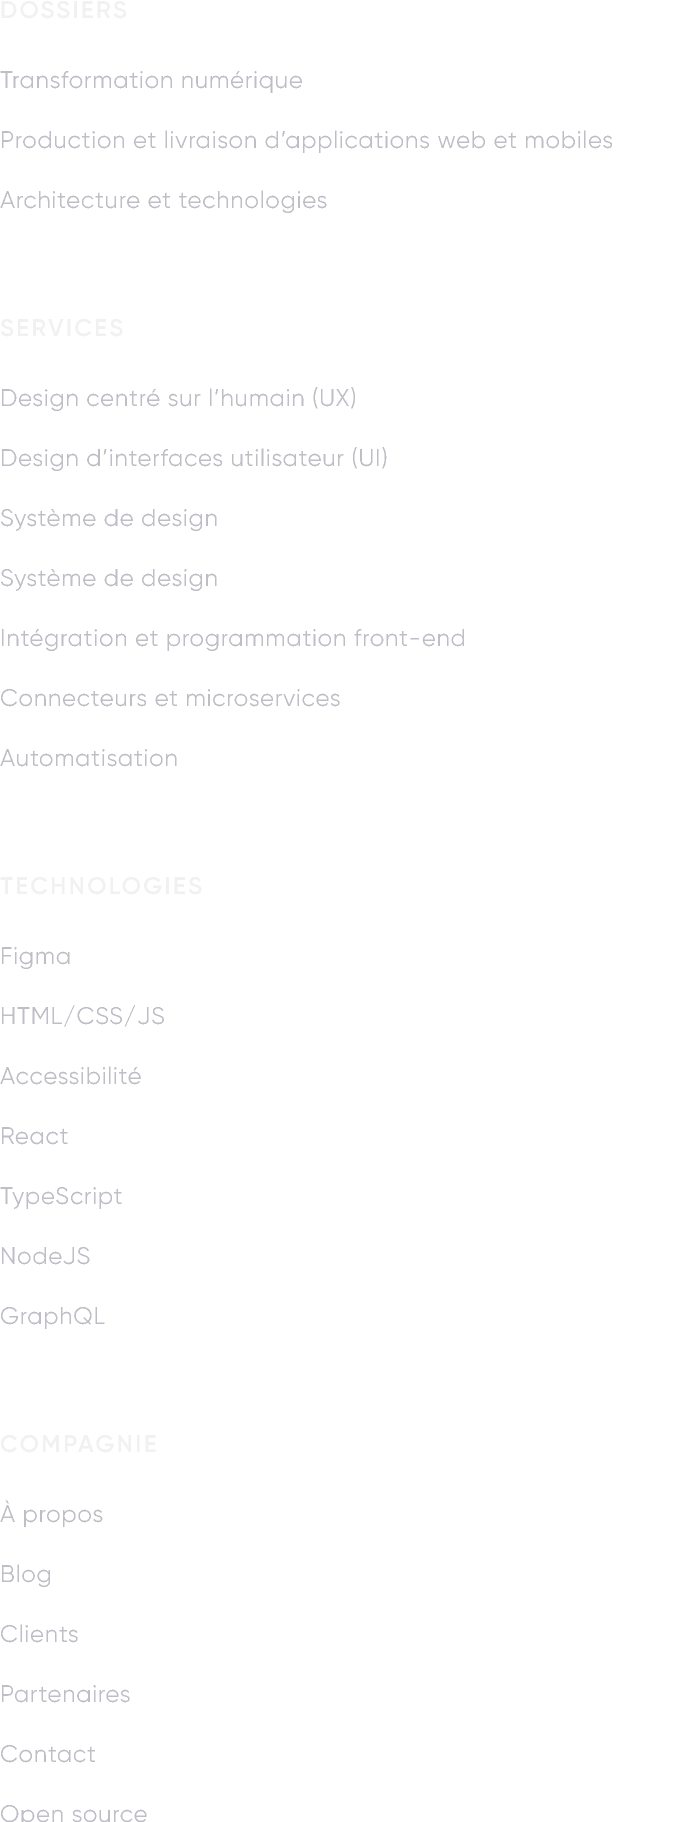 DOSSIERS
Transformation numérique
Production et livraison d’applications web et mobiles
Architecture et technologies
SERVICES
Design centré sur l’humain (UX)
Design d’interfaces utilisateur (UI)
Système de design
Système de design
Intégration et programmation front-end
Connecteurs et microservices
Automatisation
TECHNOLOGIES
Figma
HTML/CSS/JS
Accessibilité
React
TypeScript
NodeJS
GraphQL
COMPAGNIE
À propos
Blog
Clients
Partenaires
Contact
Open source